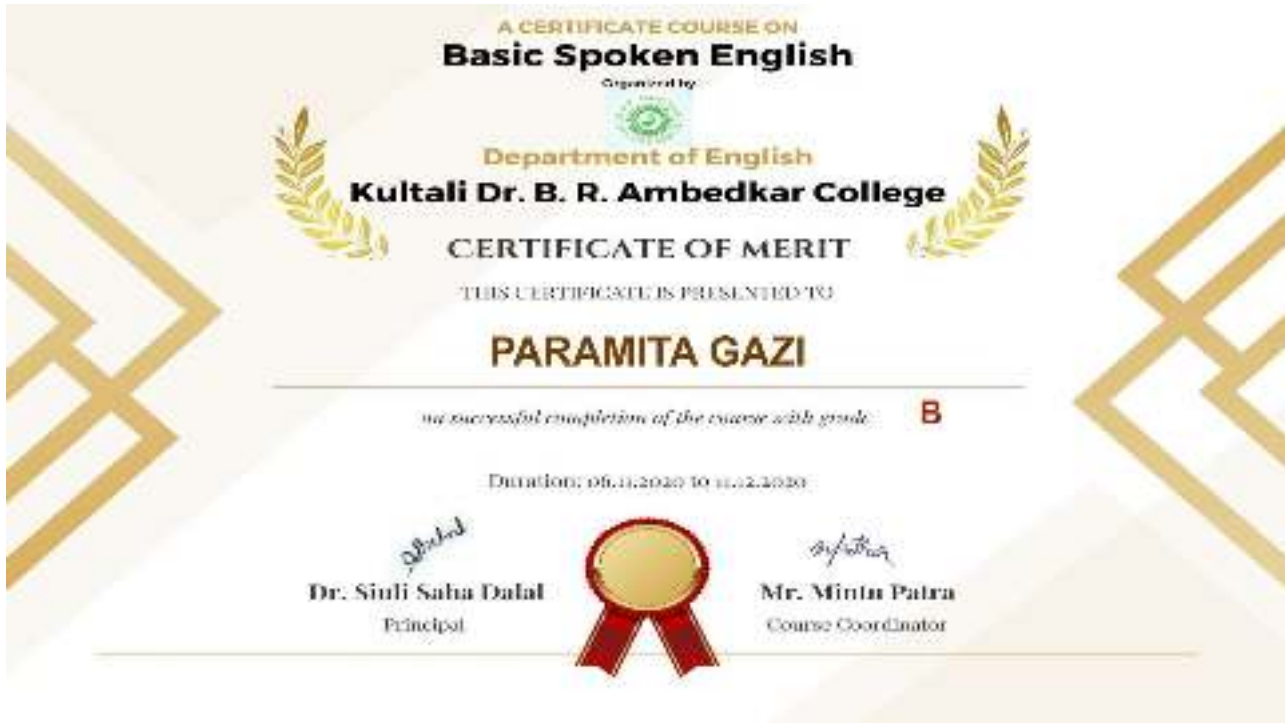 A CERTIFICATE COURSE ON
Basic Spoken English
Organized by
Department of English
Kultali Dr. B. R. Ambedkar College
CERTIFICATE OF MERIT
THIS CERTIFICATE IS PRESENTED TO
PARAMITA GAZI
on successful completion of the course with grade B
Duration: 06.11.2020 to 11.12.2020
Dr. Siuli Saha Dalal Mr. Mintu Patra
Principal Course Coordinator